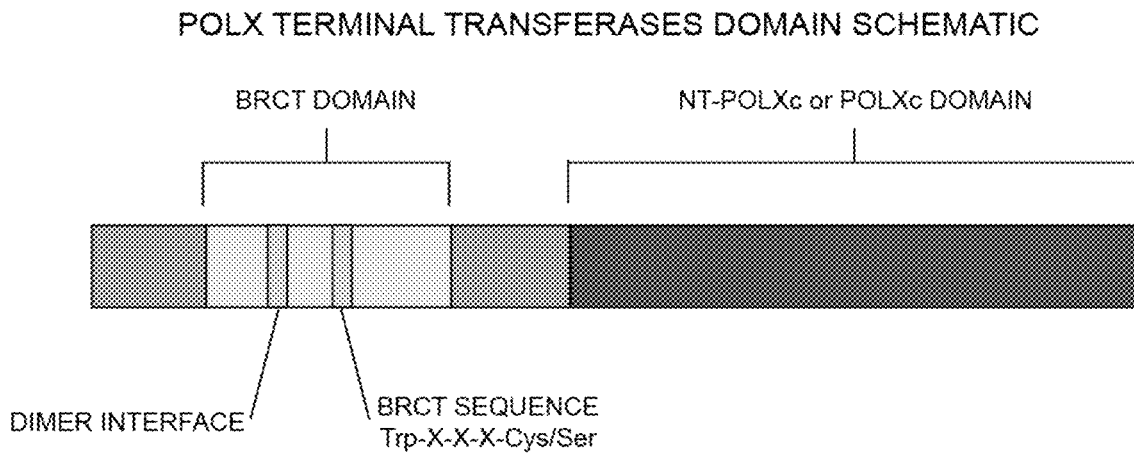 POLX TERMINAL TRANSFERASES DOMAIN SCHEMATIC
BRCT DOMAIN
NT-POLXc or POLXc DOMAIN
DIMER INTERFACE
BRCT SEQUENCE
Trp-X-X-X-Cys/Ser